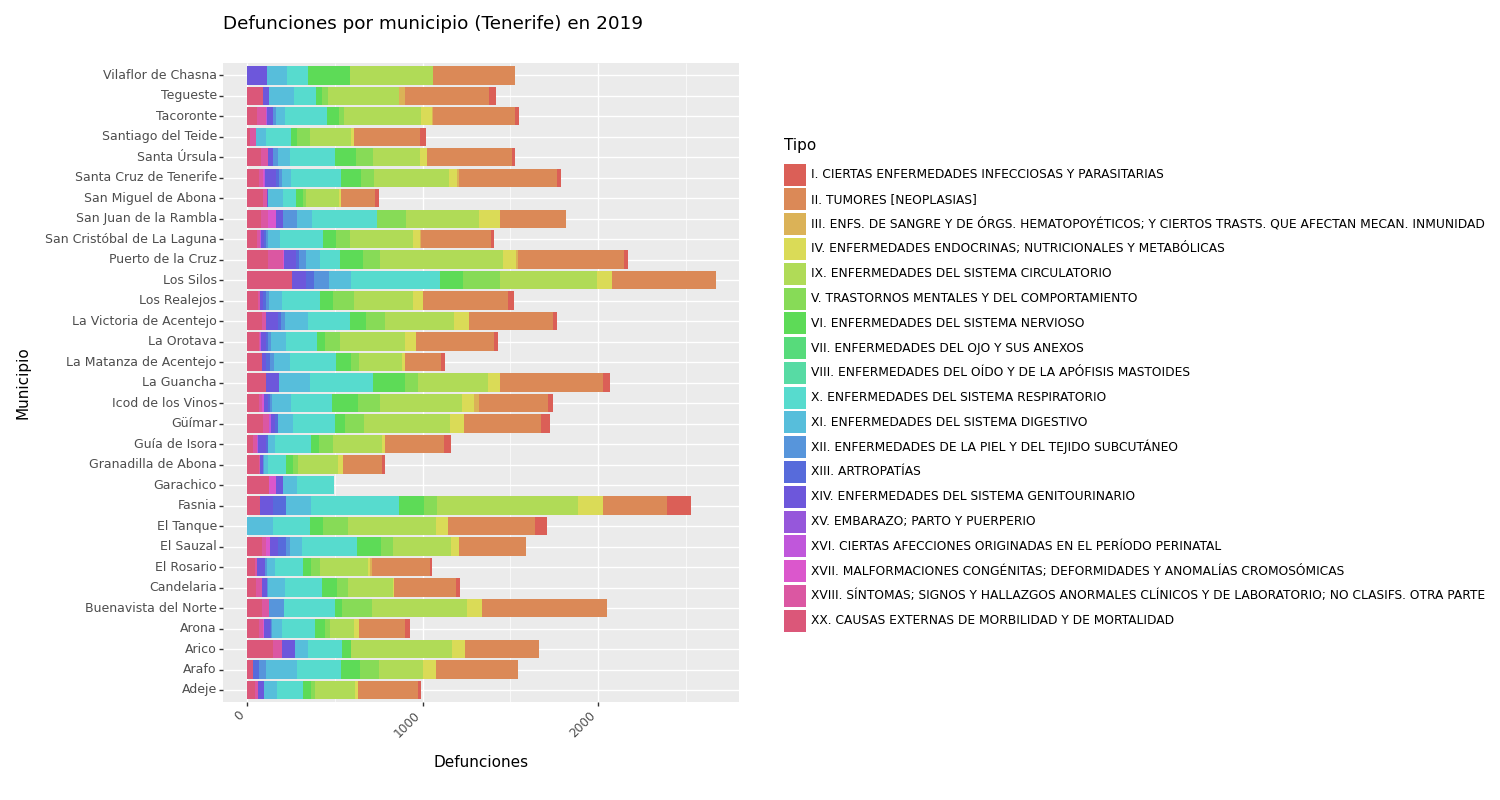 Defunciones por municipio (Tenerife) en 2019
Municipio
Vilaflor de Chasna
Tegueste
Tacoronte
Santiago del Teide
Santa Úrsula
Santa Cruz de Tenerife
San Miguel de Abona
San Juan de la Rambla
San Cristóbal de La Laguna
Puerto de la Cruz
Los Silos
Los Realejos
La Victoria de Acentejo
La Orotava
La Matanza de Acentejo
La Guancha
Icod de los Vinos
Güímar
Guía de Isora
Granadilla de Abona
Garachico
Fasnia
El Tanque
El Sauzal
El Rosario
Candelaria
Buenavista del Norte
Arona
Arico
Arafo
Adeje
0
1000
2000
Defunciones
Tipo
I. CIERTAS ENFERMEDADES INFECCIOSAS Y PARASITARIAS
II. TUMORES [NEOPLASIAS]
III. ENFS. DE SANGRE Y DE ÓRGS. HEMATOPOYÉTICOS; Y CIERTOS TRASTS. QUE AFECTAN MECAN. INMUNIDAD
IV. ENFERMEDADES ENDOCRINAS; NUTRICIONALES Y METABÓLICAS
IX. ENFERMEDADES DEL SISTEMA CIRCULATORIO
V. TRASTORNOS MENTALES Y DEL COMPORTAMIENTO
VI. ENFERMEDADES DEL SISTEMA NERVIOSO
VII. ENFERMEDADES DEL OJO Y SUS ANEXOS
VIII. ENFERMEDADES DEL OÍDO Y DE LA APÓFISIS MASTOIDES
X. ENFERMEDADES DEL SISTEMA RESPIRATORIO
XI. ENFERMEDADES DEL SISTEMA DIGESTIVO
XII. ENFERMEDADES DE LA PIEL Y DEL TEJIDO SUBCUTÁNEO
XIII. ARTROPATÍAS
XIV. ENFERMEDADES DEL SISTEMA GENITOURINARIO
XV. EMBARAZO; PARTO Y PUERPERIO
XVI. CIERTAS AFECCIONES ORIGINADAS EN EL PERÍODO PERINATAL
XVII. MALFORMACIONES CONGÉNITAS; DEFORMIDADES Y ANOMALÍAS CROMOSÓMICAS
XVIII. SÍNTOMAS; SIGNOS Y HALLAZGOS ANORMALES CLÍNICOS Y DE LABORATORIO; NO CLASIFS. OTRA PARTE
XX. CAUSAS EXTERNAS DE MORBILIDAD Y DE MORTALIDAD